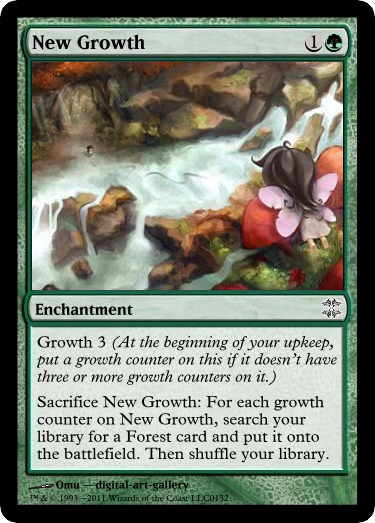 New Growth 1
Enchantment
Growth 3 (At the beginning of your upkeep,
put a growth counter on this if it doesn't have
three or more growth counters on it.)
Sacrifice New Growth: For each growth
counter on New Growth, search your
library for a Forest card and put it onto
the battlefield. Then shuffle your library.
Omu — digital-art-gallery
™ & © 1993–2011 Wizards of the Coast LLC0132